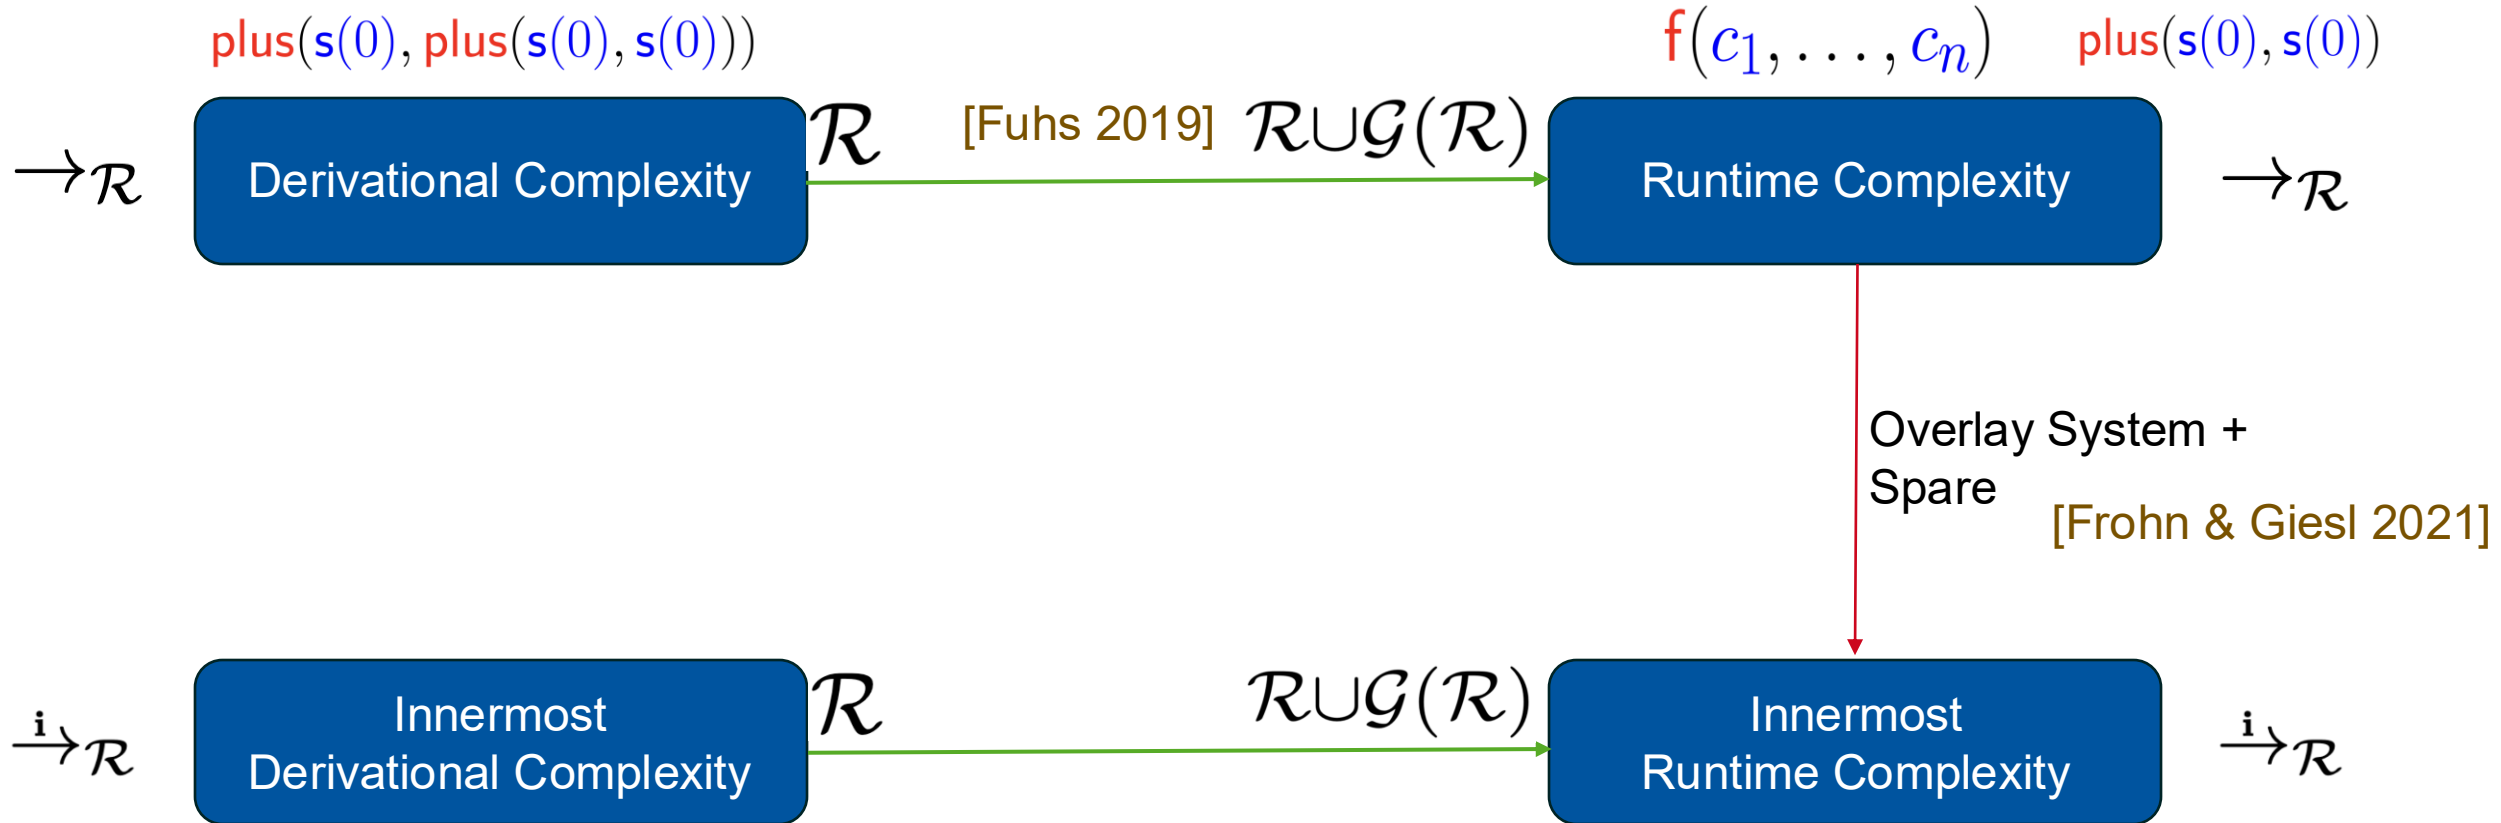 plus(s(0), plus(s(0), s(0)))
f(c₁, ..., cₙ)
plus(s(0), s(0))
→R
Derivational Complexity
R
[Fuhs 2019]
R∪G(R)
Runtime Complexity
→R
Overlay System +
Spare
[Frohn & Giesl 2021]
i→R
Innermost
Derivational Complexity
R
R∪G(R)
Innermost
Runtime Complexity
i→R